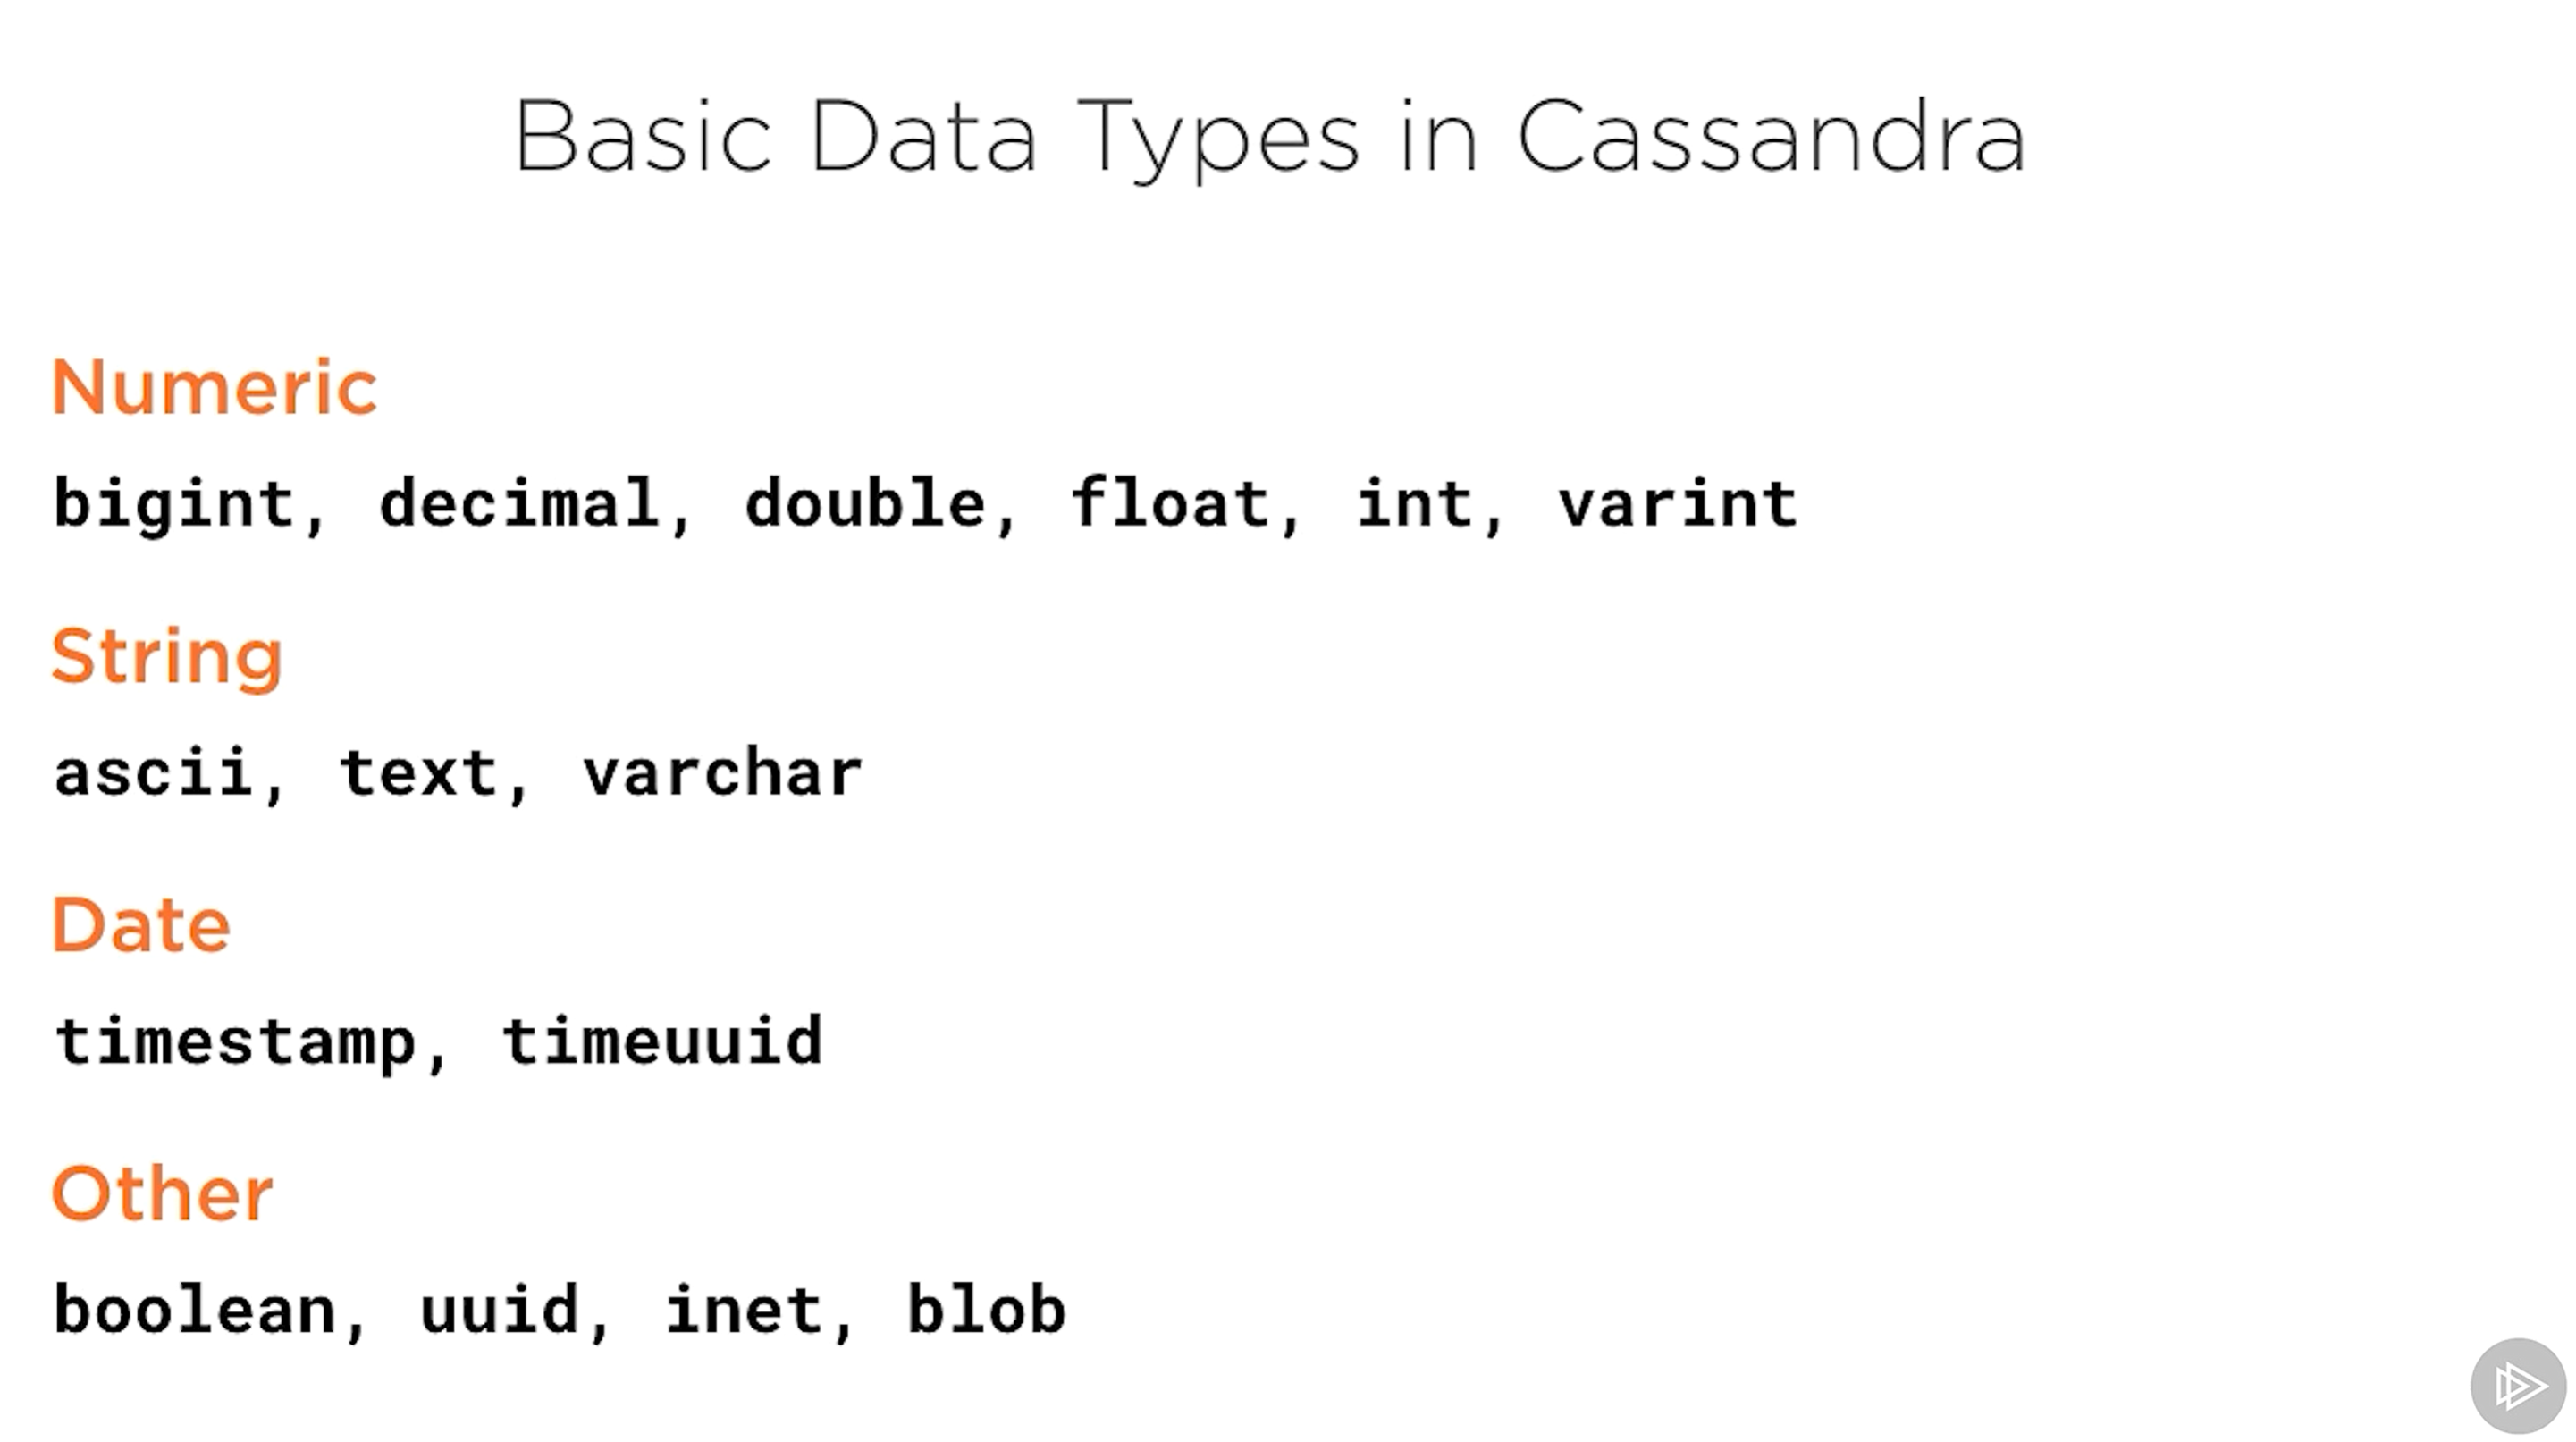 Basic Data Types in Cassandra
Numeric
bigint, decimal, double, float, int, varint
String
ascii, text, varchar
Date
timestamp, timeuuid
Other
boolean, uuid, inet, blob